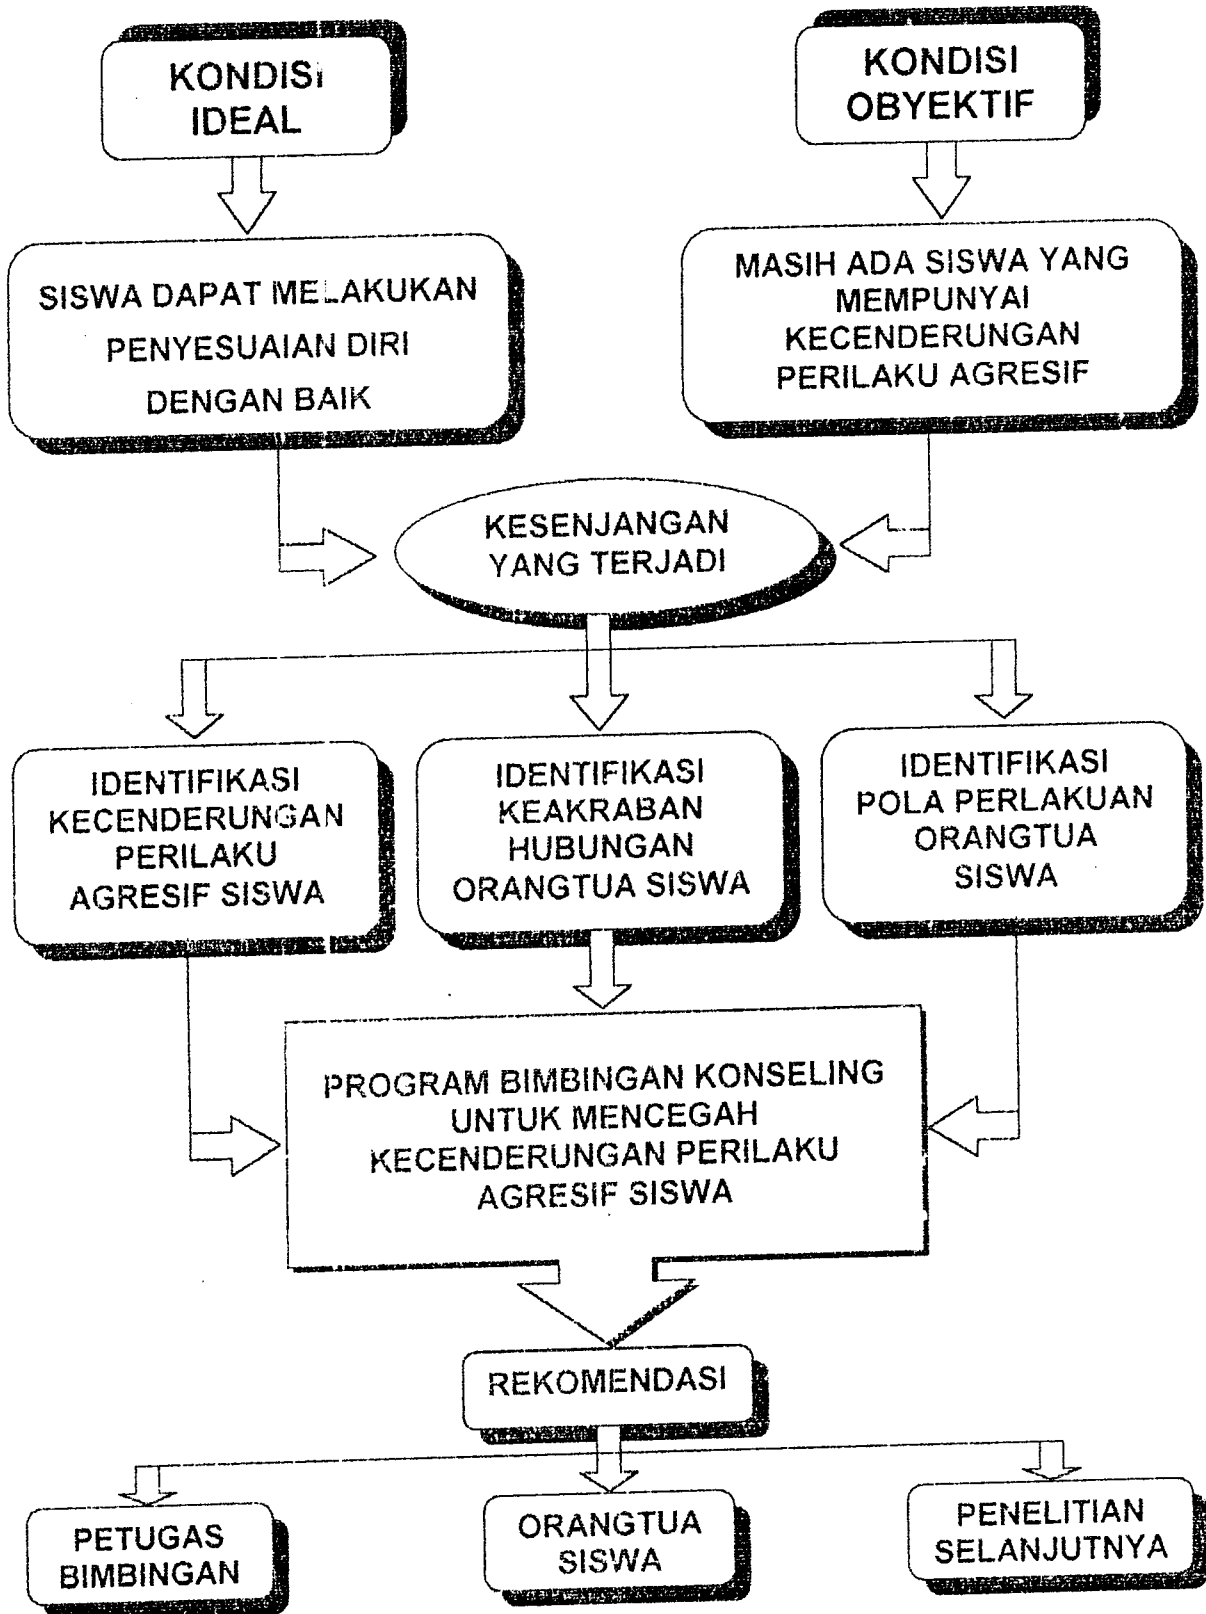 KONDISI
IDEAL
KONDISI
OBYEKTIF
SISWA DAPAT MELAKUKAN
PENYESUAIAN DIRI
DENGAN BAIK
MASIH ADA SISWA YANG
MEMPUNYAI
KECENDERUNGAN
PERILAKU AGRESIF
KESENJANGAN
YANG TERJADI
IDENTIFIKASI
KECENDERUNGAN
PERILAKU
AGRESIF SISWA
IDENTIFIKASI
KEAKRABAN
HUBUNGAN
ORANGTUA SISWA
IDENTIFIKASI
POLA PERLAKUAN
ORANGTUA
SISWA
PROGRAM BIMBINGAN KONSELING
UNTUK MENCEGAH
KECENDERUNGAN PERILAKU
AGRESIF SISWA
REKOMENDASI
PETUGAS
BIMBINGAN
ORANGTUA
SISWA
PENELITIAN
SELANJUTNYA